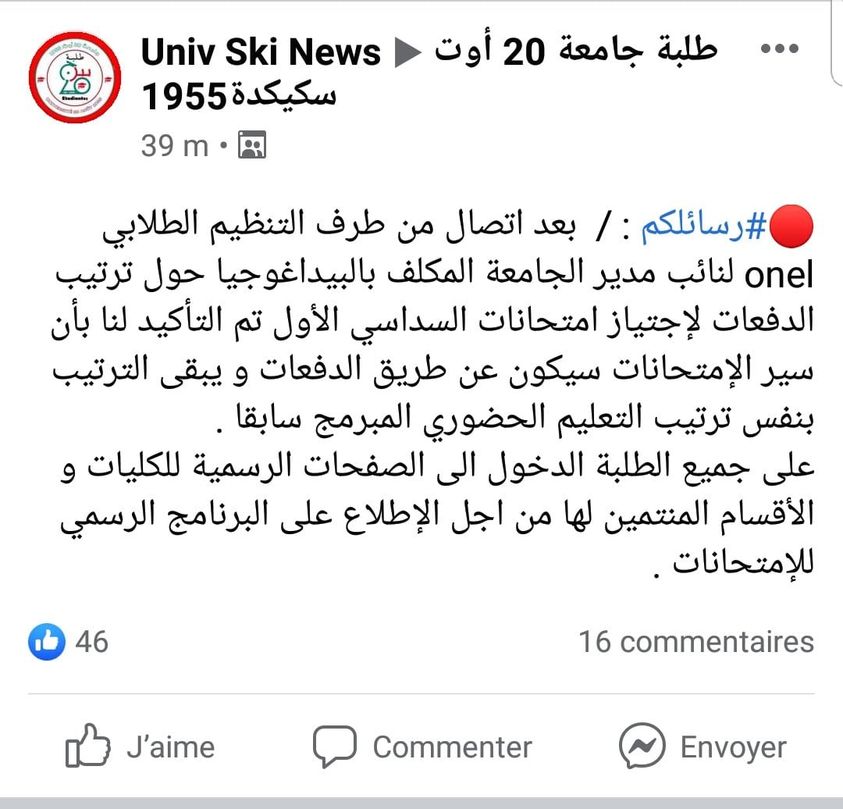 Univ Ski News ▶ طلبة جامعة 20 أوت
سكيكدة1955
39 m •
🔴#رسائلكم : / بعد اتصال من طرف التنظيم الطلابي
onel لنائب مدير الجامعة المكلف بالبيداغوجيا حول ترتيب
الدفعات لإجتياز امتحانات السداسي الأول تم التأكيد لنا بأن
سير الإمتحانات سيكون عن طريق الدفعات و يبقى الترتيب
بنفس ترتيب التعليم الحضوري المبرمج سابقا .
على جميع الطلبة الدخول الى الصفحات الرسمية للكليات و
الأقسام المنتمين لها من اجل الإطلاع على البرنامج الرسمي
للإمتحانات .
46
16 commentaires
J’aime
Commenter
Envoyer